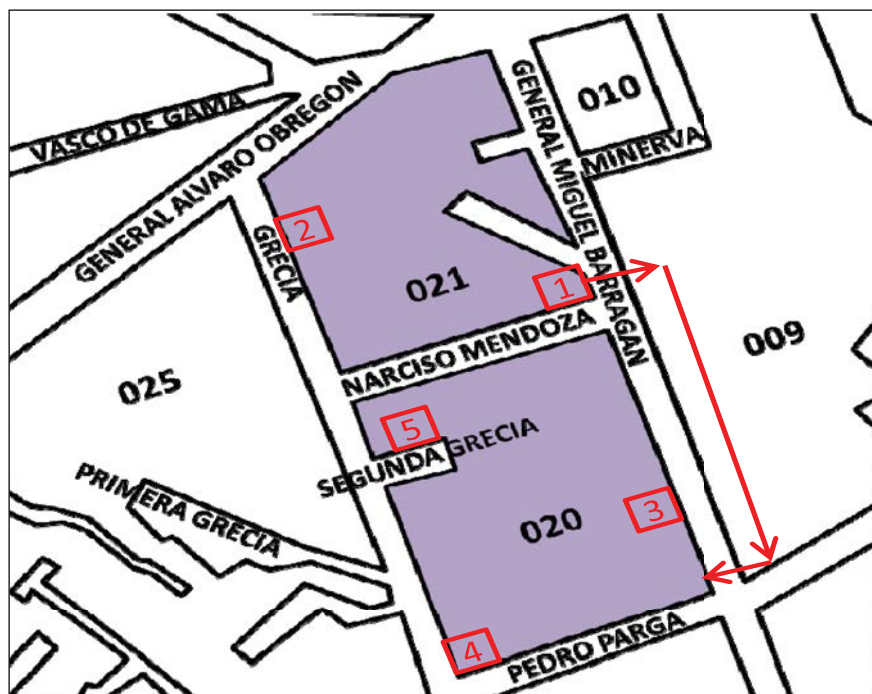 VASCO DE GAMA
GENERAL ALVARO OBREGON
GENERAL MIGUEL BARRAGAN
010
MINERVA
2
GRECIA
021
1
NARCISO MENDOZA
009
025
5
SEGUNDA GRECIA
PRIMERA GRECIA
3
020
4
PEDRO PARGA